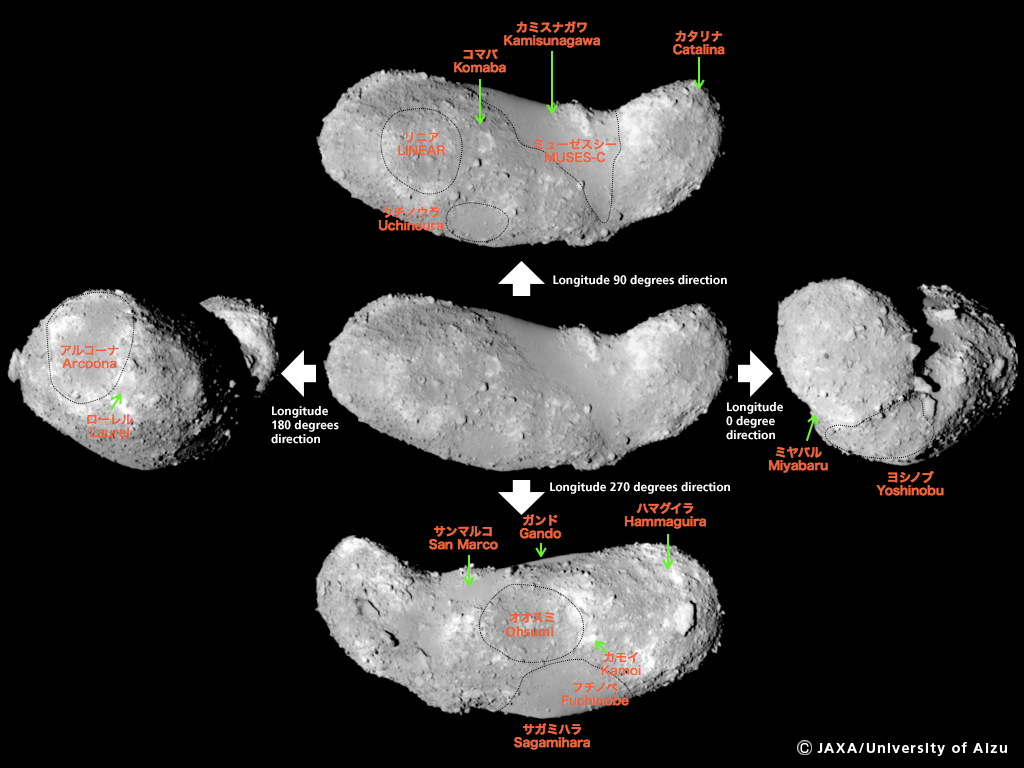 カミスナガワ
Kamisunagawa
カタリナ
Catalina
コマバ
Komaba
リニア
LINEAR
ミューゼスシー
MUSES-C
ウチノウラ
Uchinoura
Longitude 90 degrees direction
アルコーナ
Arcoona
ローレル
Laurel
Longitude
180 degrees
direction
Longitude
0 degree
direction
ミヤバル
Miyabaru
ヨシノブ
Yoshinobu
Longitude 270 degrees direction
サンマルコ
San Marco
ガンド
Gando
ハマグイラ
Hammaguira
オオスミ
Ohsumi
カモイ
Kamoi
フチノベ
Fuchinobe
サガミハラ
Sagamihara
© JAXA/University of Aizu